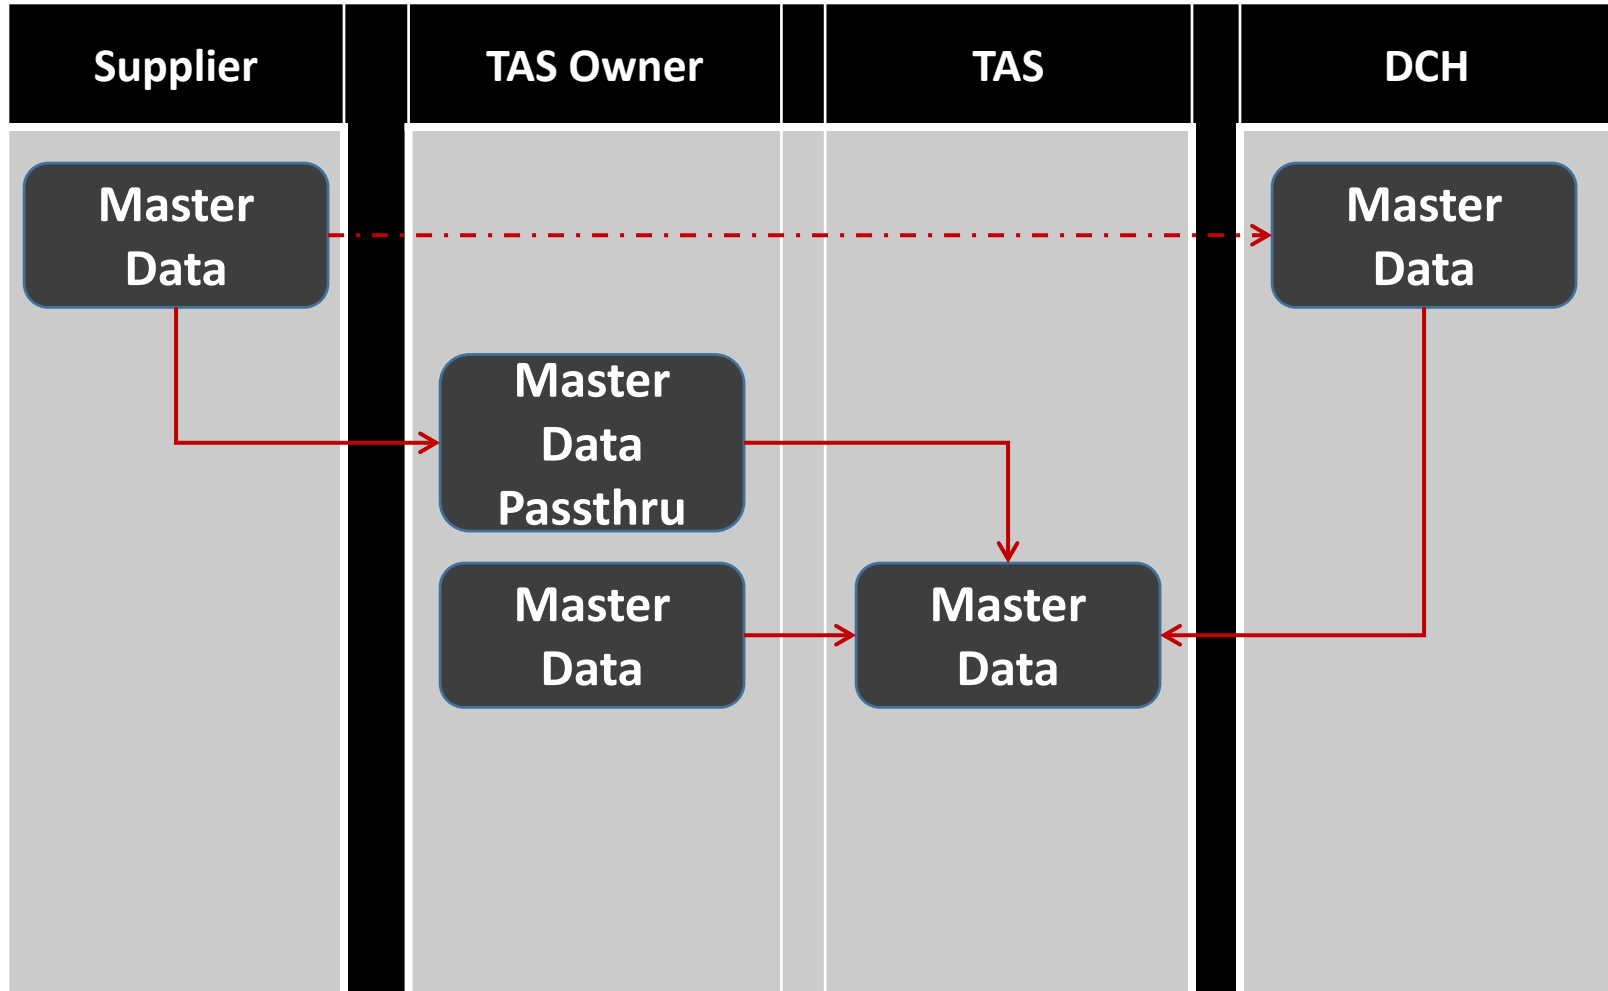 Supplier
TAS Owner
TAS
DCH
Master
Data
Master
Data
Master
Data
Passthru
Master
Data
Master
Data